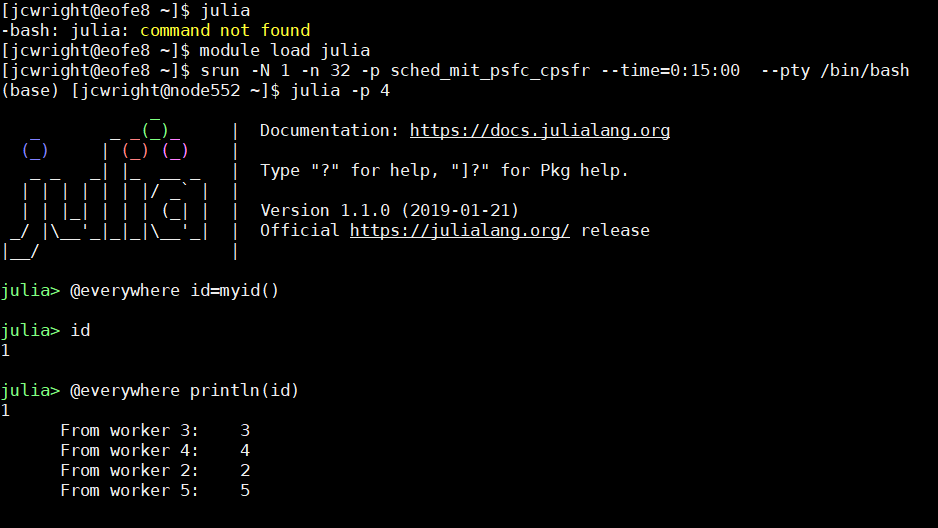 [jcwright@eofe8 ~]$ julia
-bash: julia: command not found
[jcwright@eofe8 ~]$ module load julia
[jcwright@eofe8 ~]$ srun -N 1 -n 32 -p sched_mit_psfc_cpsfr --time=0:15:00  --pty /bin/bash
(base) [jcwright@node552 ~]$ julia -p 4
               _
   _       _ _(_)_     |  Documentation: https://docs.julialang.org
  (_)     | (_) (_)    |
   _ _   _| |_  __ _   |  Type "?" for help, "]?" for Pkg help.
  | | | | | | |/ _` |  |
  | | |_| | | | (_| |  |  Version 1.1.0 (2019-01-21)
 _/ |\__'_|_|_|\__'_|  |  Official https://julialang.org/ release
|__/                   |
julia> @everywhere id=myid()
julia> id
1
julia> @everywhere println(id)
1
      From worker 3:    3
      From worker 4:    4
      From worker 2:    2
      From worker 5:    5